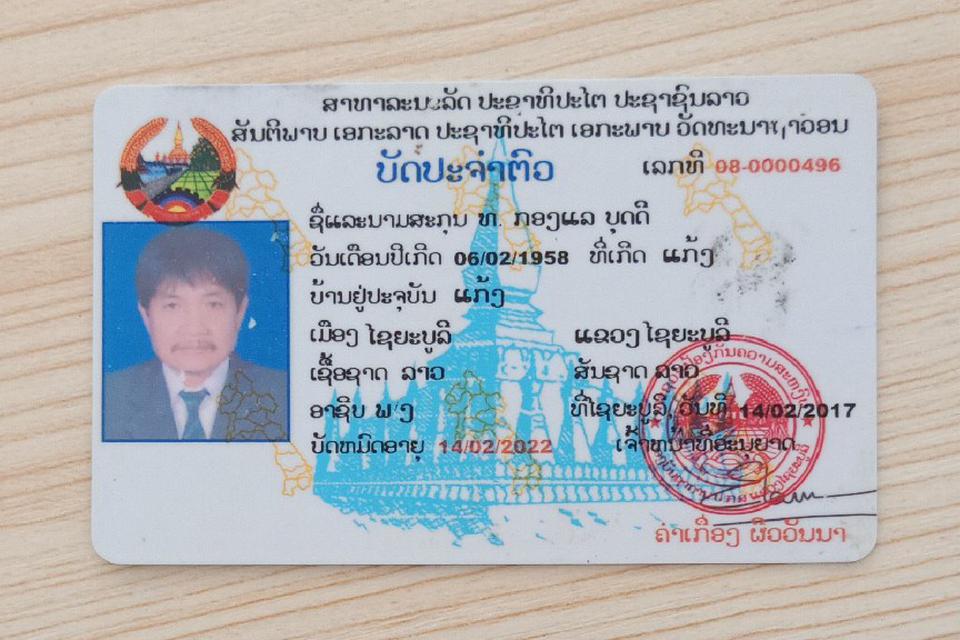 ສາທາລະນະລັດ ປະຊາທິປະໄຕ ປະຊາຊົນລາວ
ສັນຕິພາບ ເອກະລາດ ປະຊາທິປະໄຕ ເອກະພາບ ວັດທະນາຖາວອນ
ບັດປະຈຳຕົວ
ເລກທີ 08-0000496
ຊື່ແລະນາມສະກຸນ ທ. ກອງແລ ບຸດດີ
ວັນເດືອນປີເກີດ 06/02/1958 ທີ່ເກີດ ແກ້ງ
ບ້ານຢູ່ປະຈຸບັນ ແກ້ງ
ເມືອງ ໄຊຍະບູລີ ແຂວງ ໄຊຍະບູລີ
ເຊື້ອຊາດ ລາວ ສັນຊາດ ລາວ
ອາຊີບ ພ.ງ ທີ່ໄຊຍະບູລີ, ວັນທີ 14/02/2017
ບັດຫມົດອາຍຸ 14/02/2022 ເຈົ້າຫນ້າທີ່ອະນຸຍາດ
ຄຳເກື່ອງ ຜິວວັນນາ